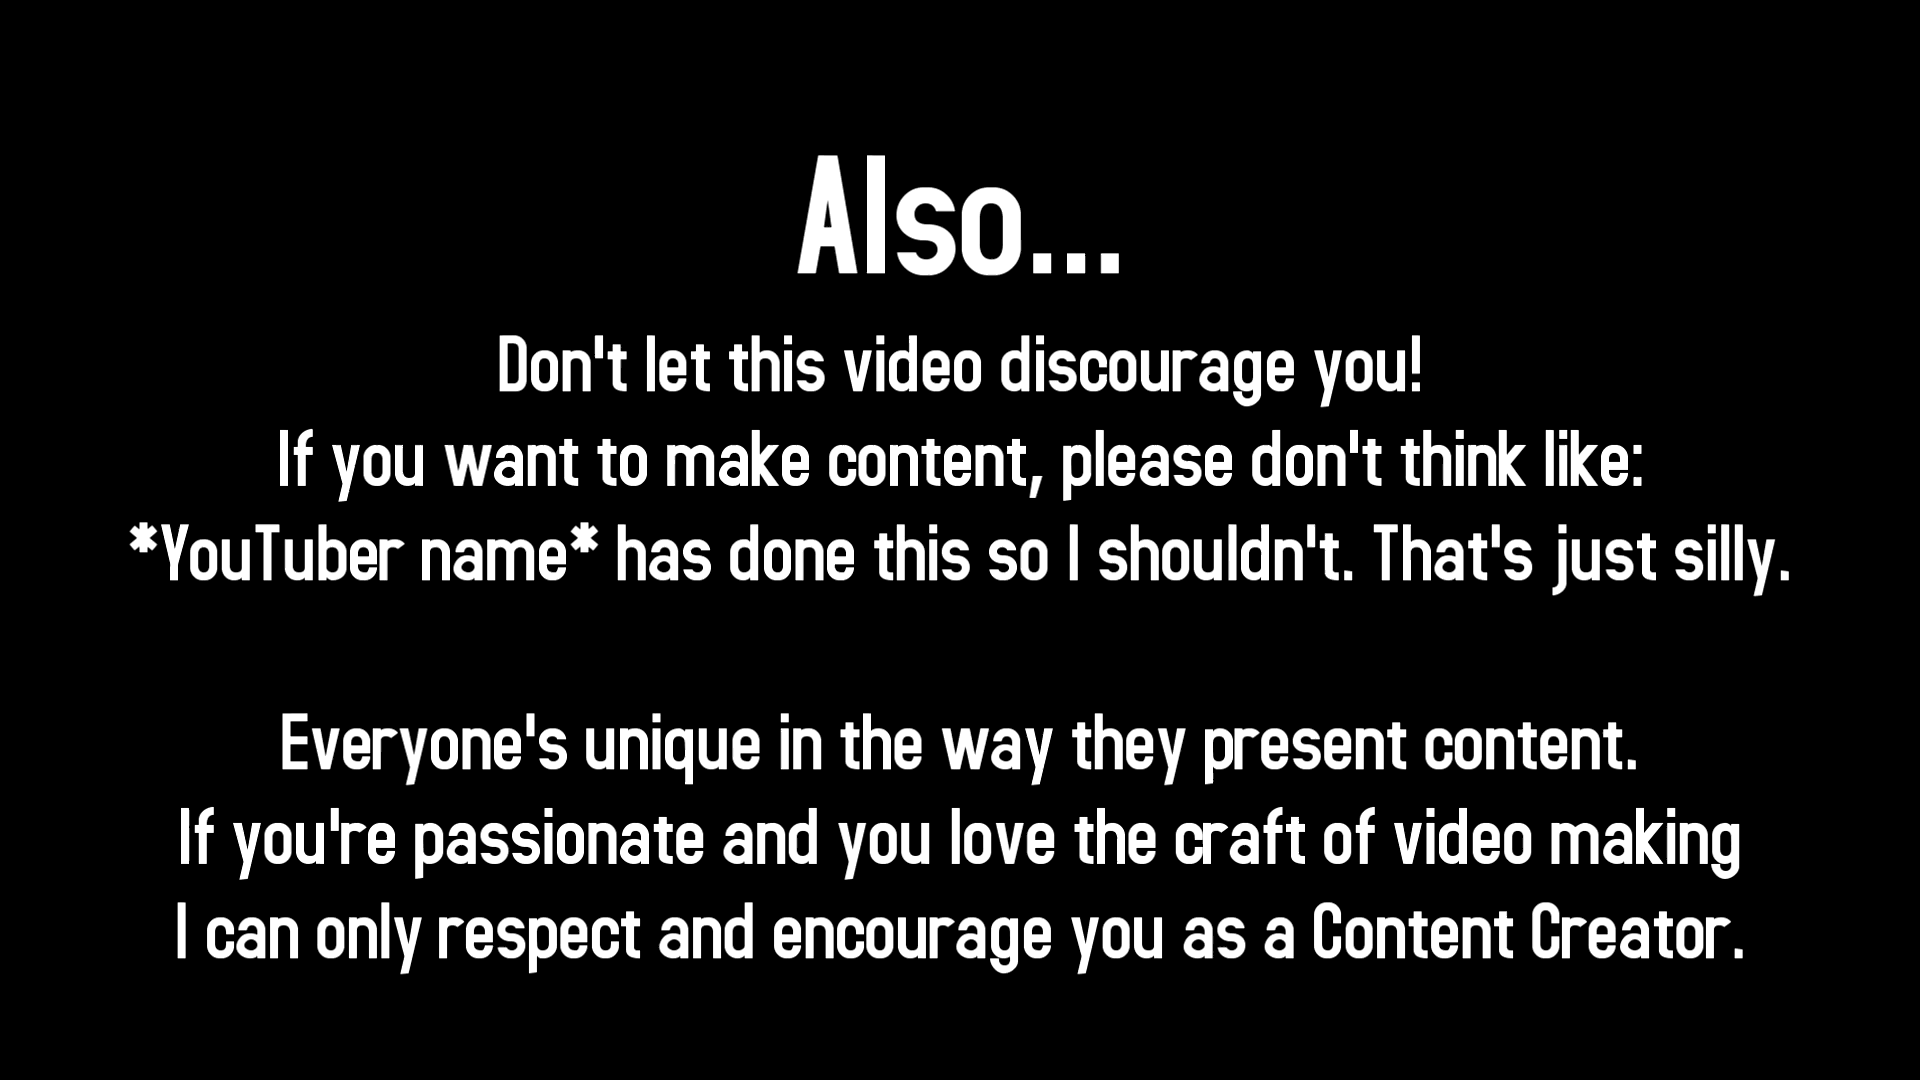 Also...
Don't let this video discourage you!
If you want to make content, please don't think like:
*YouTuber name* has done this so I shouldn't. That's just silly.
Everyone's unique in the way they present content.
If you're passionate and you love the craft of video making
I can only respect and encourage you as a Content Creator.